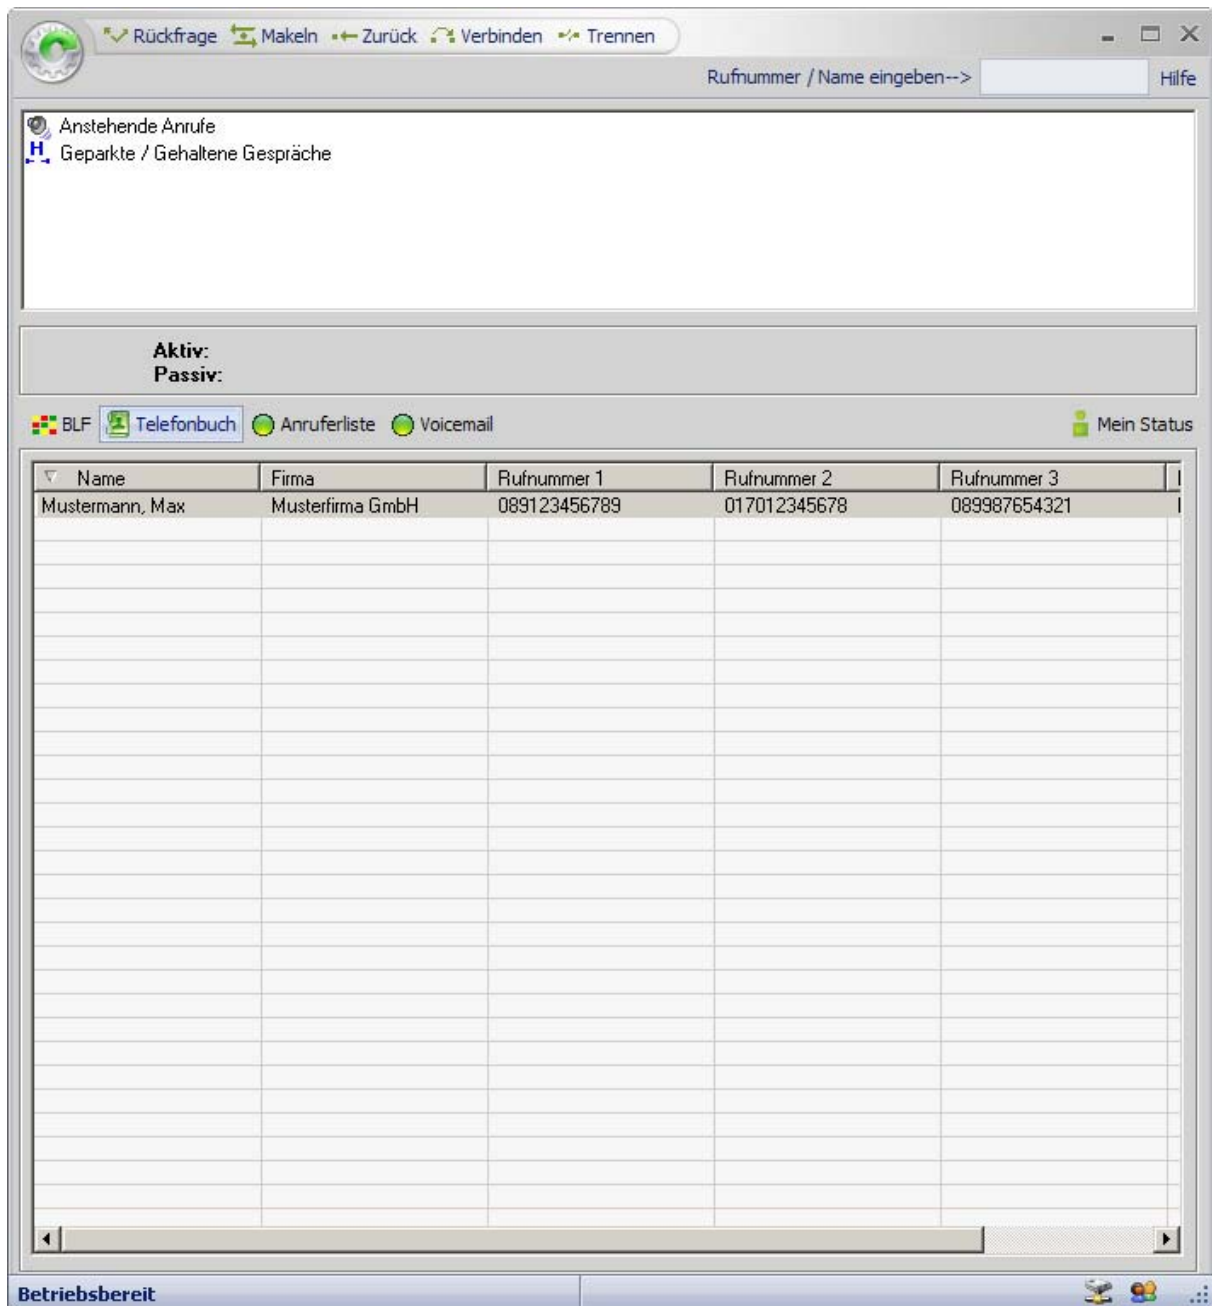 Rückfrage Makeln Zurück Verbinden Trennen
Rufnummer / Name eingeben--> Hilfe
Anstehende Anrufe
H Geparkte / Gehaltene Gespräche
Aktiv:
Passiv:
BLF Telefonbuch Anruferliste Voicemail Mein Status
Name Firma Rufnummer 1 Rufnummer 2 Rufnummer 3
Mustermann, Max Musterfirma GmbH 089123456789 017012345678 089987654321
Betriebsbereit